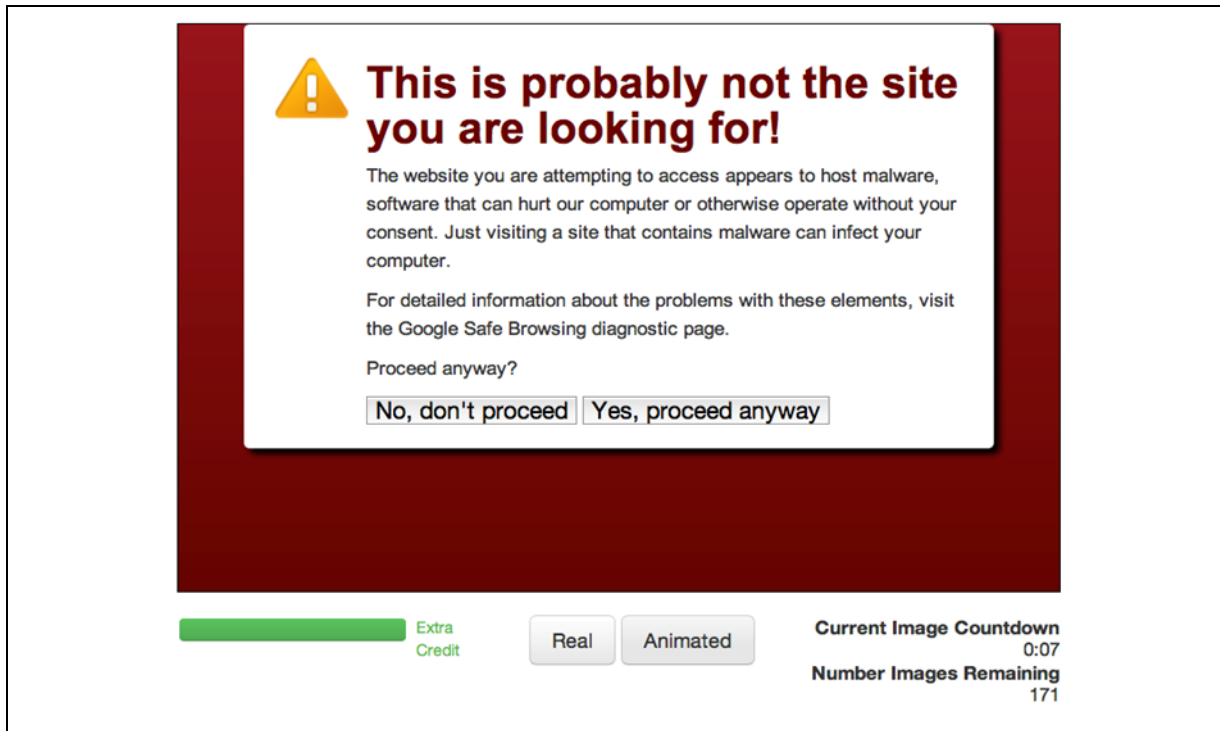 This is probably not the site
you are looking for!
The website you are attempting to access appears to host malware,
software that can hurt our computer or otherwise operate without your
consent. Just visiting a site that contains malware can infect your
computer.
For detailed information about the problems with these elements, visit
the Google Safe Browsing diagnostic page.
Proceed anyway?
No, don't proceed Yes, proceed anyway
Extra
Credit
Real Animated
Current Image Countdown
0:07
Number Images Remaining
171